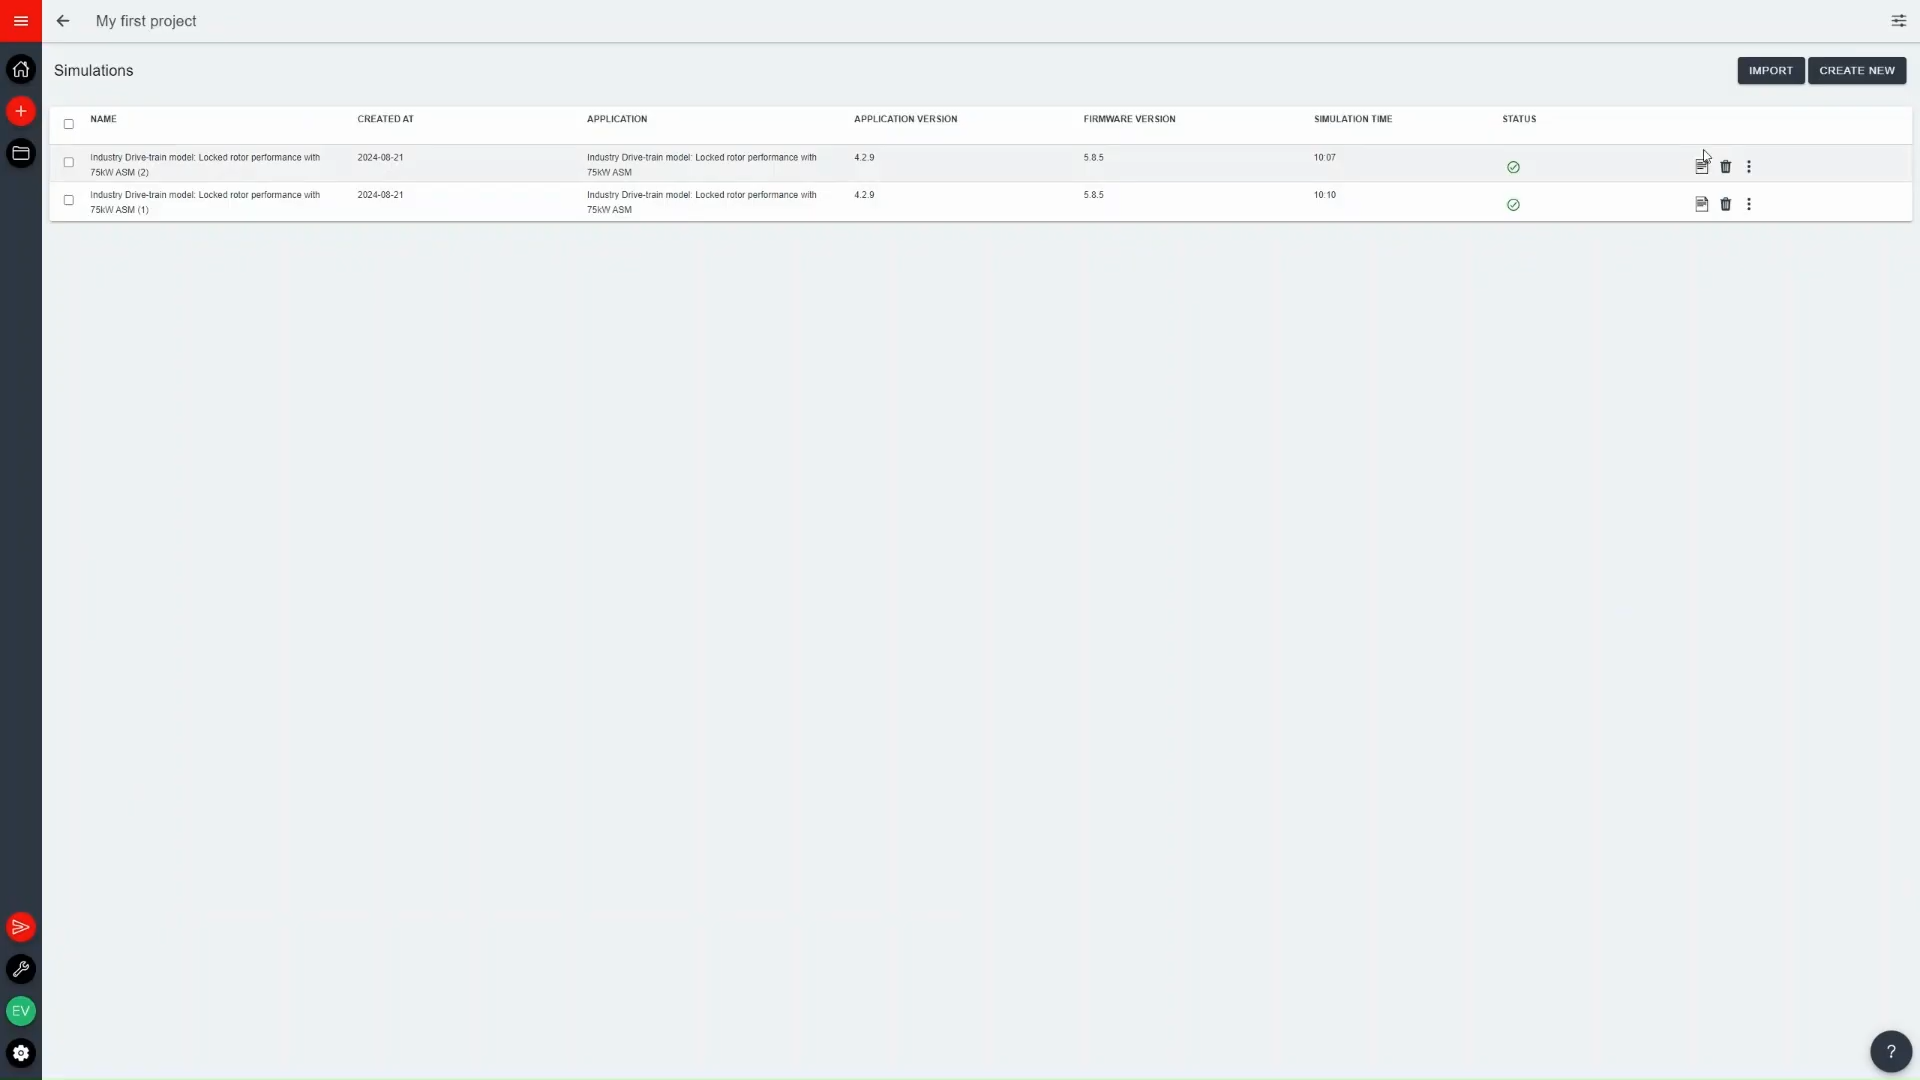 My first project
Simulations
IMPORT
CREATE NEW
NAME
CREATED AT
APPLICATION
APPLICATION VERSION
FIRMWARE VERSION
SIMULATION TIME
STATUS
Industry Drive-train model: Locked rotor performance with
75kW ASM (2)
2024-08-21
Industry Drive-train model: Locked rotor performance with
75kW ASM
4.2.9
5.8.5
10:07
Industry Drive-train model: Locked rotor performance with
75kW ASM (1)
2024-08-21
Industry Drive-train model: Locked rotor performance with
75kW ASM
4.2.9
5.8.5
10:10
EV
?